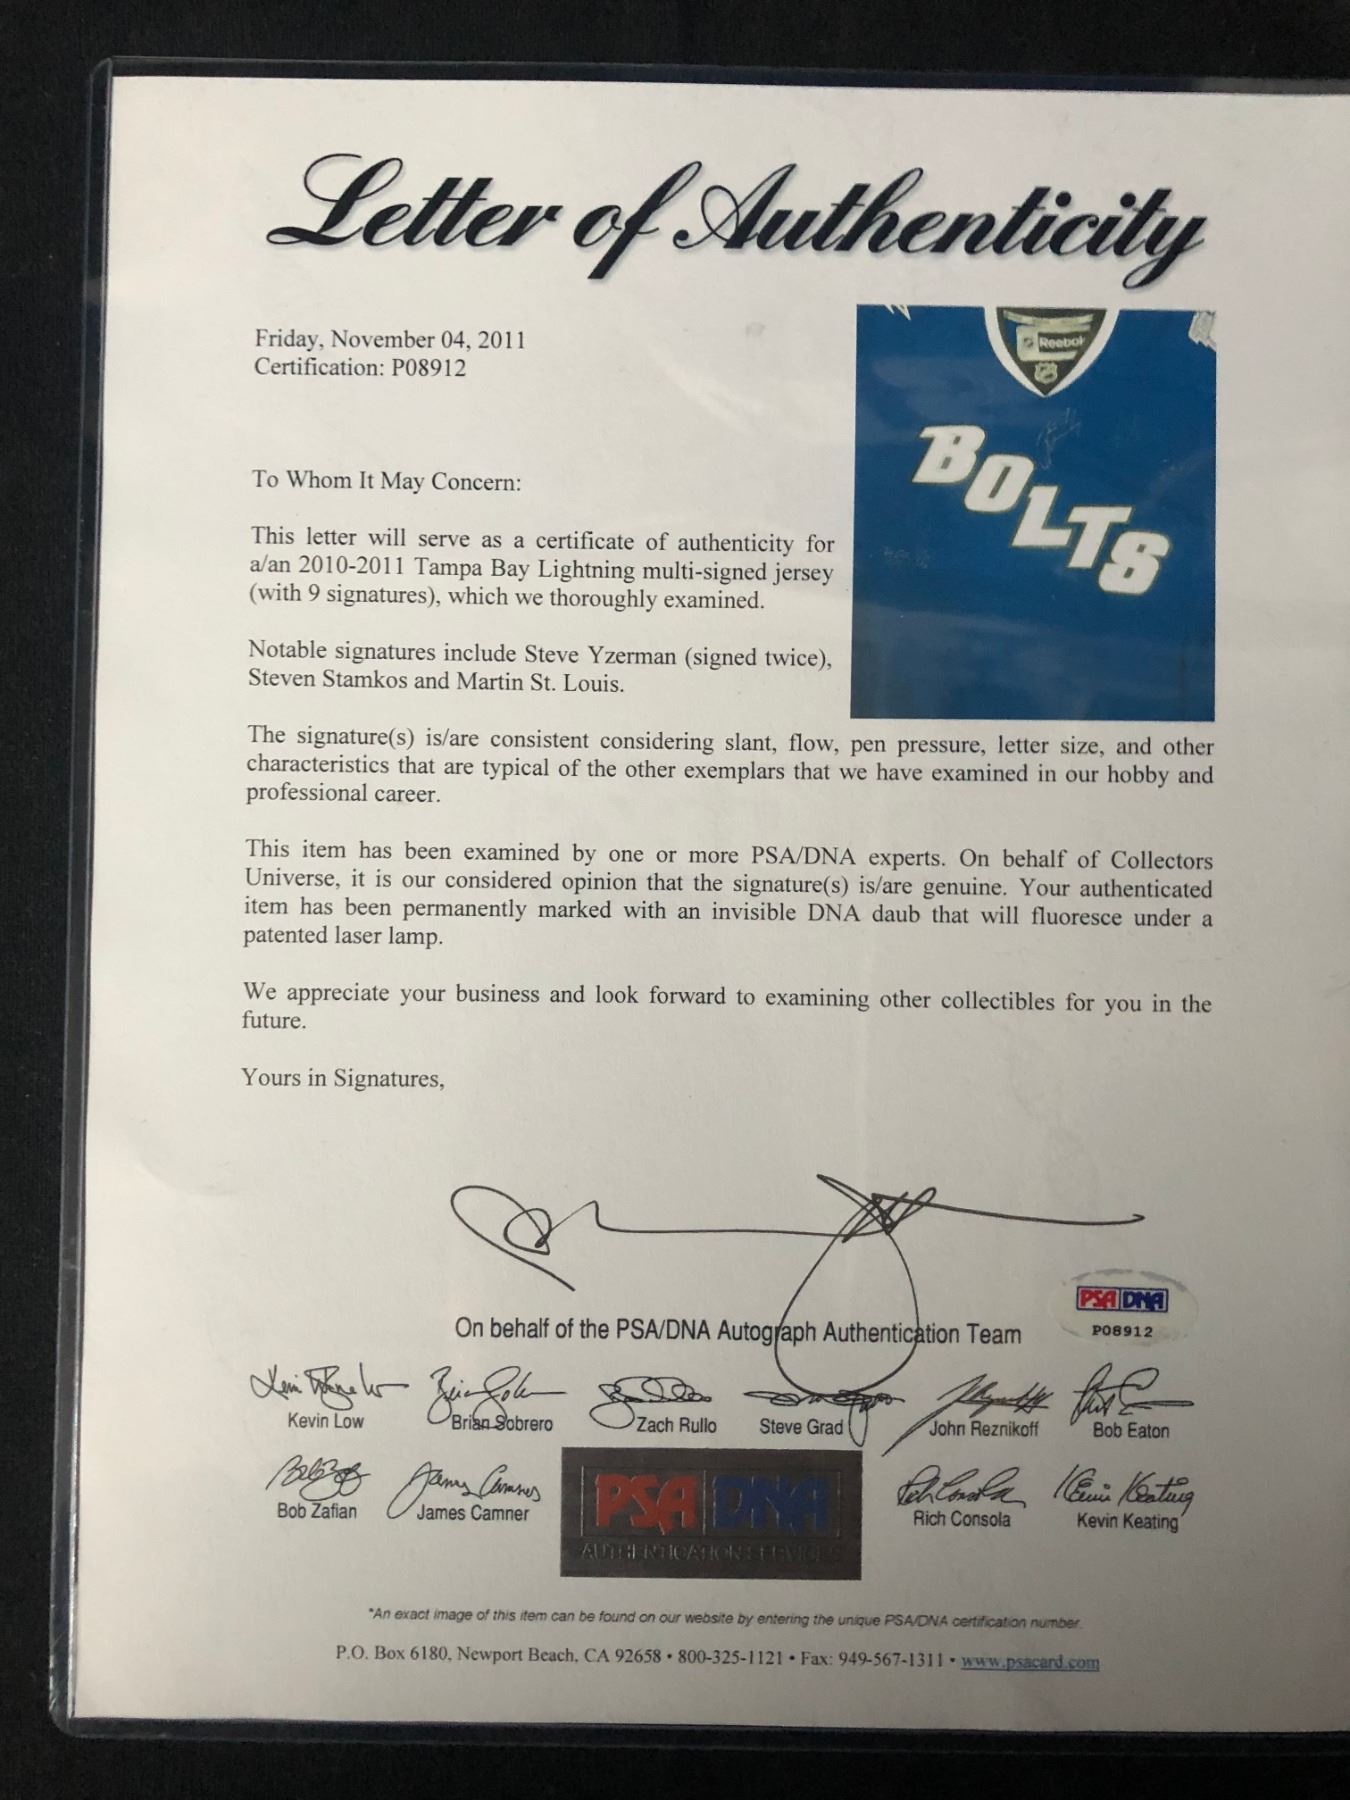 Letter of Authenticity
Friday, November 04, 2011
Certification: P08912
Reebok
BOLTS
To Whom It May Concern:
This letter will serve as a certificate of authenticity for
a/an 2010-2011 Tampa Bay Lightning multi-signed jersey
(with 9 signatures), which we thoroughly examined.
Notable signatures include Steve Yzerman (signed twice),
Steven Stamkos and Martin St. Louis.
The signature(s) is/are consistent considering slant, flow, pen pressure, letter size, and other
characteristics that are typical of the other exemplars that we have examined in our hobby and
professional career.
This item has been examined by one or more PSA/DNA experts. On behalf of Collectors
Universe, it is our considered opinion that the signature(s) is/are genuine. Your authenticated
item has been permanently marked with an invisible DNA daub that will fluoresce under a
patented laser lamp.
We appreciate your business and look forward to examining other collectibles for you in the
future.
Yours in Signatures,
PSA DNA
P08912
On behalf of the PSA/DNA Autograph Authentication Team
Kevin Low Brian Sobrero Zach Rullo Steve Grad John Reznikoff Bob Eaton
James Camner Kevin Keating
Bob Zafian James Camner Rich Consola Kevin Keating
PSA DNA
AUTHENTICATION SERVICES
*An exact image of this item can be found on our website by entering the unique PSA/DNA certification number.
P.O. Box 6180, Newport Beach, CA 92658 • 800-325-1121 • Fax: 949-567-1311 • www.psacard.com